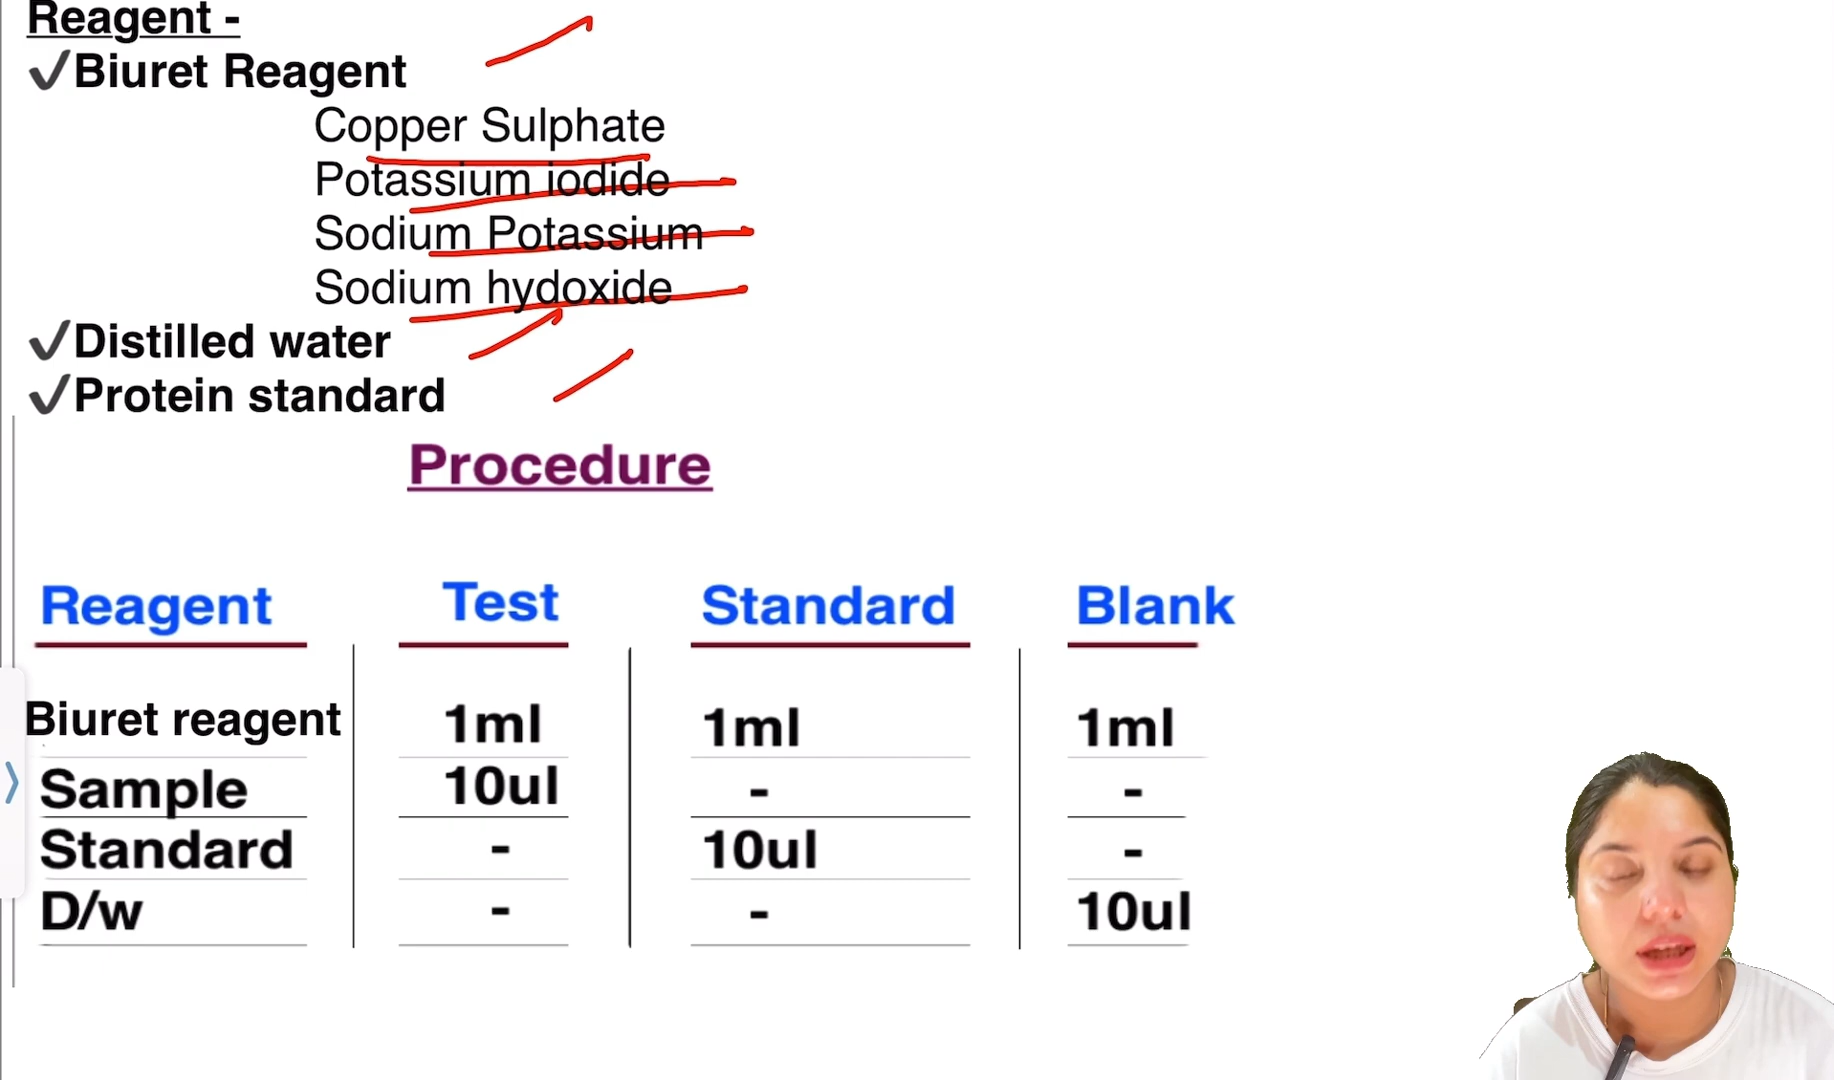 Reagent -
✓Biuret Reagent
Copper Sulphate
Potassium iodide
Sodium Potassium
Sodium hydoxide
✓Distilled water
✓Protein standard
Procedure
Reagent Test Standard Blank
Biuret reagent 1ml 1ml 1ml
Sample 10ul - -
Standard - 10ul -
D/w - - 10ul